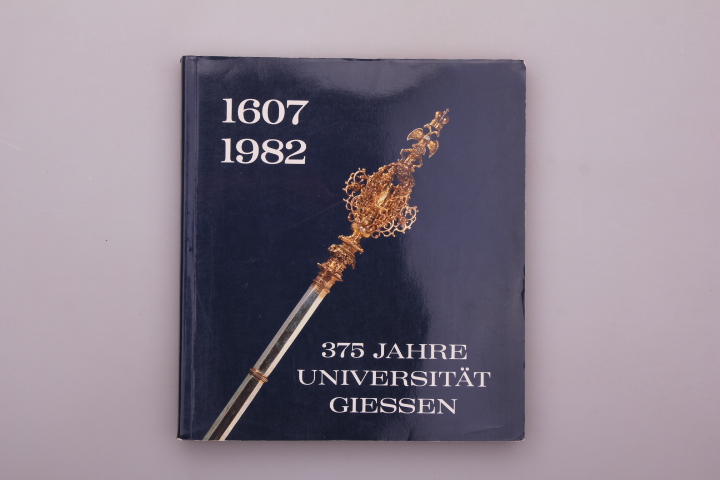 1607
1982
375 JAHRE
UNIVERSITÄT
GIESSEN